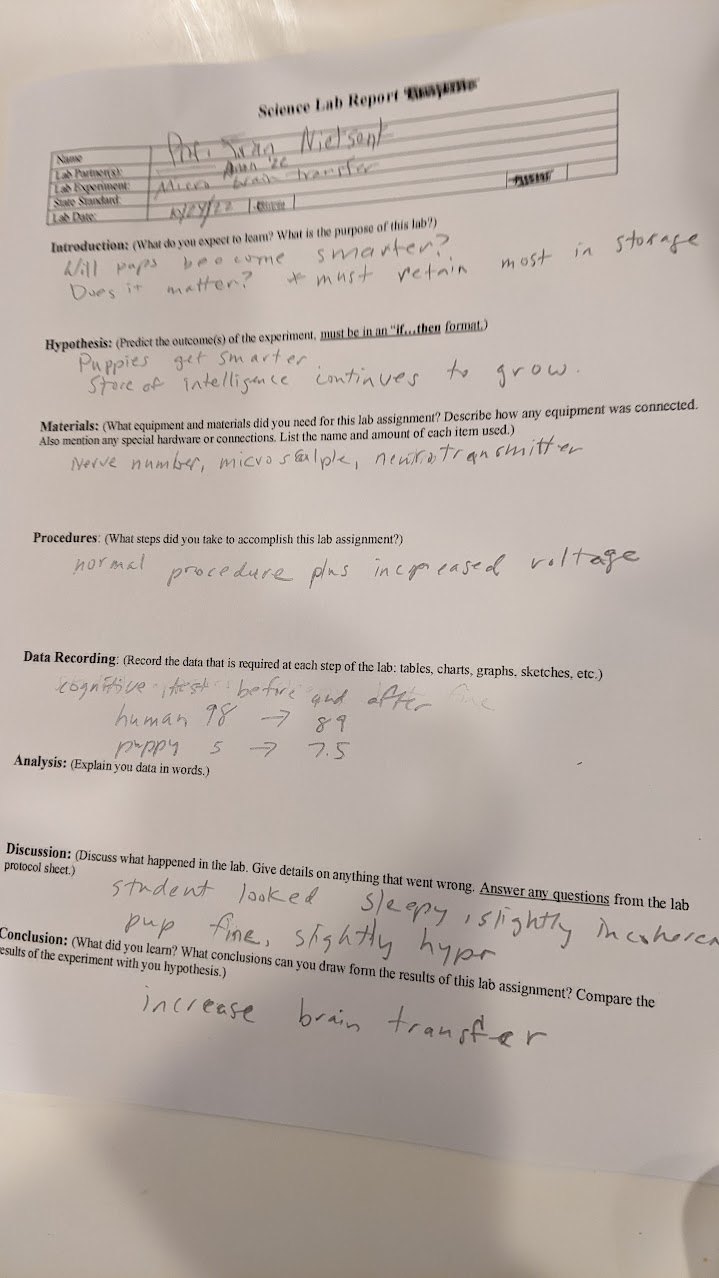 Science Lab Report
Name Prof. Ivan Nielsont
Lab Partner(s): Ann '22
Lab Experiment: Micro brain transfer
State Standard:
Lab Date:
Introduction: (What do you expect to learn? What is the purpose of this lab?)
Will pups become smarter?
Does it matter? * must retain most in storage
Hypothesis: (Predict the outcome(s) of the experiment, must be in an "if…then format.)
Puppies get smarter
Store of intelligence continues to grow.
Materials: (What equipment and materials did you need for this lab assignment? Describe how any equipment was connected.
Also mention any special hardware or connections. List the name and amount of each item used.)
Nerve number, micro scalple, neurotransmitter
Procedures: (What steps did you take to accomplish this lab assignment?)
normal procedure plus increased voltage
Data Recording: (Record the data that is required at each step of the lab: tables, charts, graphs, sketches, etc.)
cognitive test before and after
human 98 → 89
puppy 5 → 7.5
Analysis: (Explain you data in words.)
Discussion: (Discuss what happened in the lab. Give details on anything that went wrong. Answer any questions from the lab
protocol sheet.)
student looked sleepy, slightly incoheren
pup fine, slightly hypr
Conclusion: (What did you learn? What conclusions can you draw form the results of this lab assignment? Compare the
esults of the experiment with you hypothesis.)
increase brain transfer